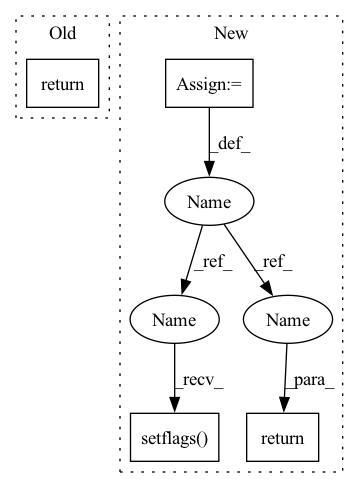 Old
New
return
Assign:=
_def_
Name
_ref_
_ref_
Name
Name
_recv_
_para_
setflags()
return